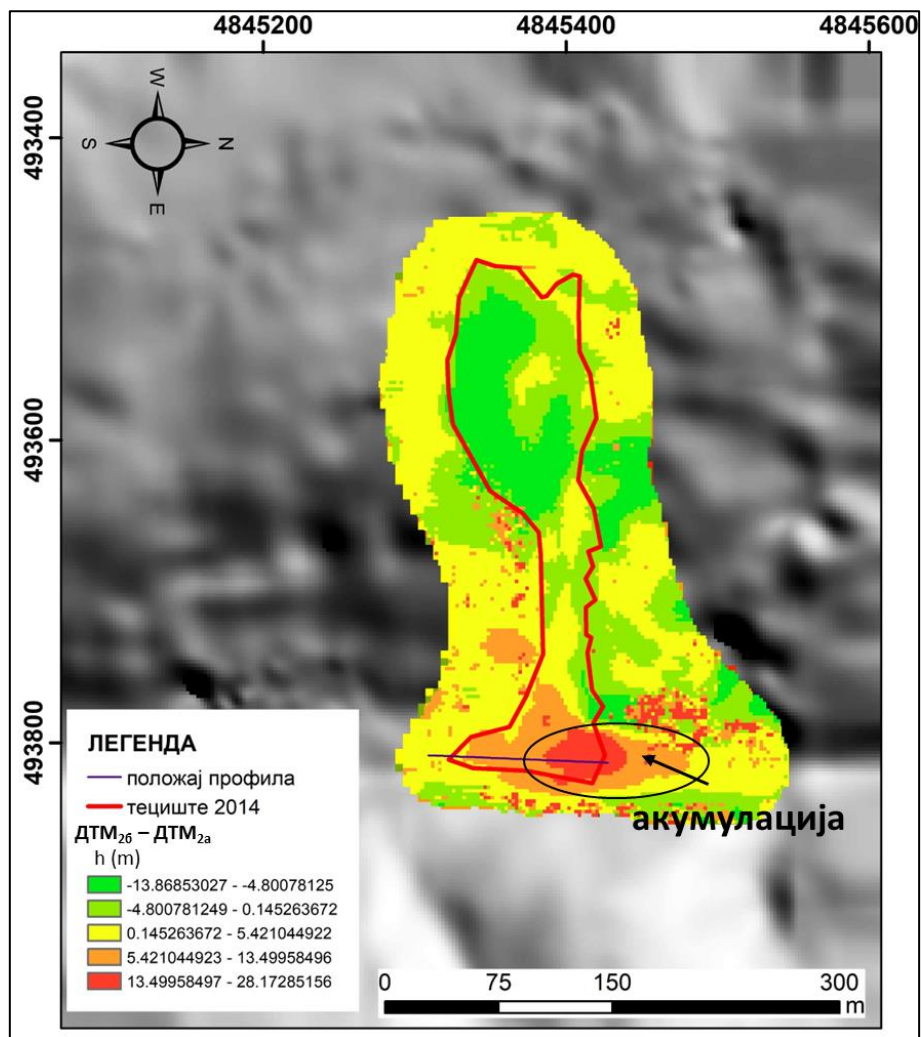 4845200 4845400 4845600
493400
493600
493800
W
S N
E
ЛЕГЕНДА
положај профила
тециште 2014
ДТМ2б – ДТМ2а
h (m)
-13.86853027 - -4.80078125
-4.800781249 - 0.145263672
0.145263672 - 5.421044922
5.421044923 - 13.49958496
13.49958497 - 28.17285156
акумулација
0 75 150 300
m